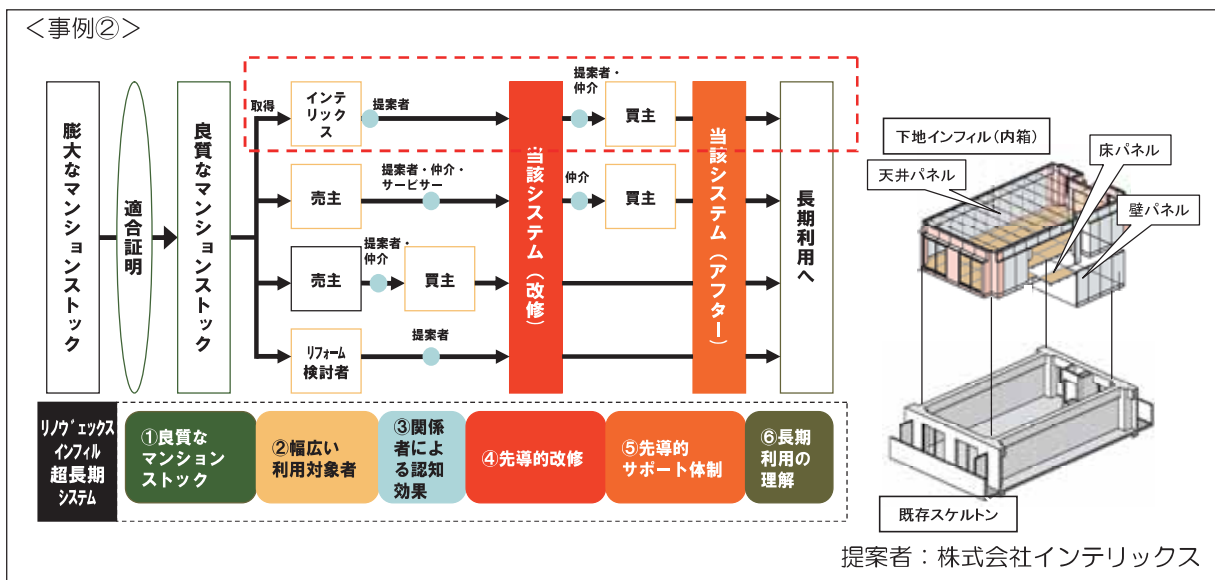 ＜事例②＞
膨大なマンションストック
適合証明
良質なマンションストック
取得
インテ
リック
ス
提案者
提案者・
仲介
買主
売主
提案者・仲介・
サービサー
仲介
買主
売主
提案者・
仲介
買主
リフォーム
検討者
提案者
当該システム（改修）
当該システム（アフター）
長期利用へ
リノヴェックス
インフィル
超長期
システム
①良質な
マンション
ストック
②幅広い
利用対象者
③関係
者によ
る認知
効果
④先導的改修
⑤先導的
サポート体制
⑥長期
利用の
理解
下地インフィル（内箱）
天井パネル
床パネル
壁パネル
既存スケルトン
提案者：株式会社インテリックス